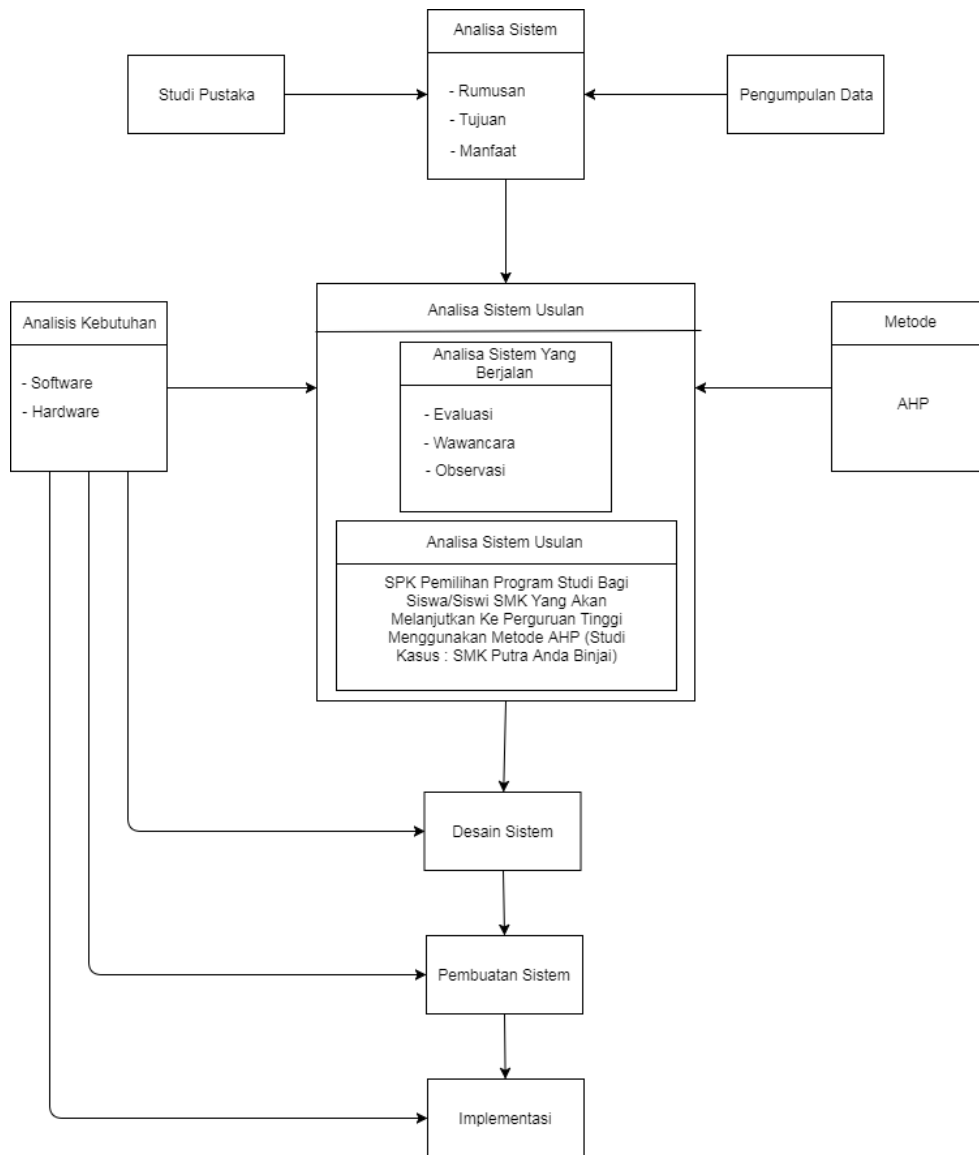 Analisa Sistem
Studi Pustaka
- Rumusan
- Tujuan
- Manfaat
Pengumpulan Data
Analisis Kebutuhan
- Software
- Hardware
Analisa Sistem Usulan
Analisa Sistem Yang
Berjalan
- Evaluasi
- Wawancara
- Observasi
Analisa Sistem Usulan
SPK Pemilihan Program Studi Bagi
Siswa/Siswi SMK Yang Akan
Melanjutkan Ke Perguruan Tinggi
Menggunakan Metode AHP (Studi
Kasus : SMK Putra Anda Binjai)
Metode
AHP
Desain Sistem
Pembuatan Sistem
Implementasi